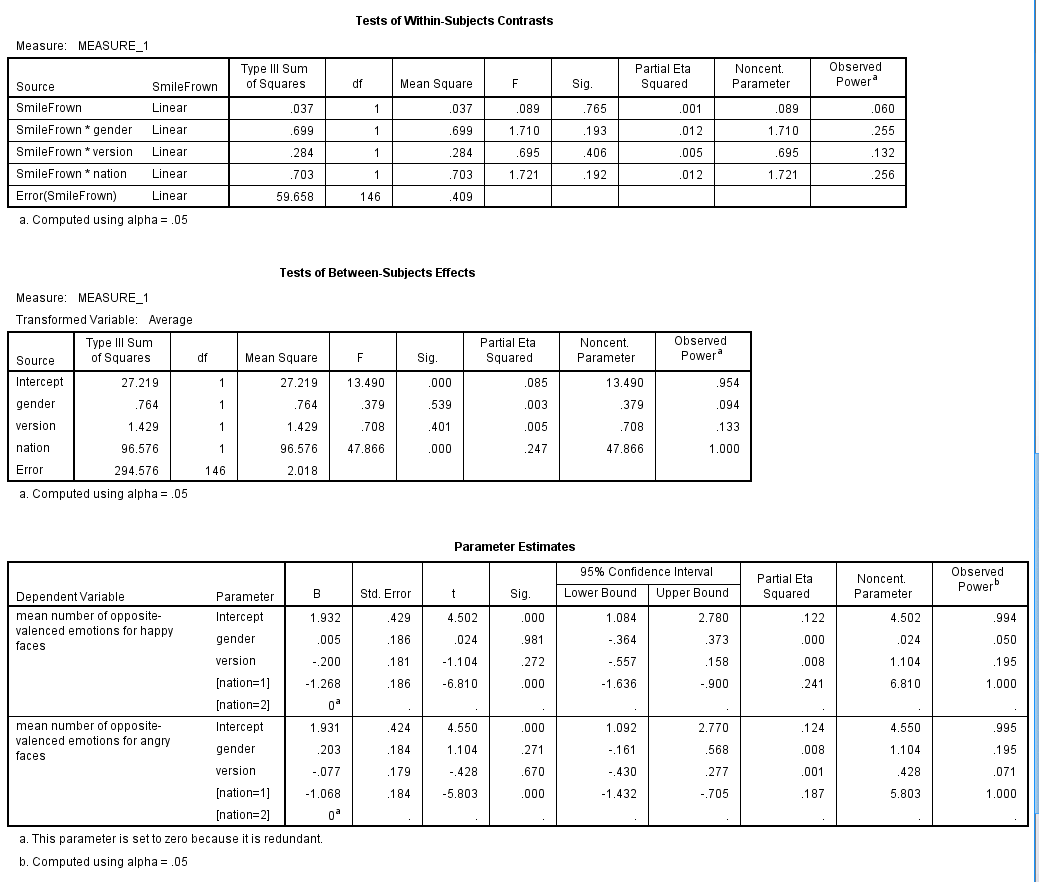 Tests of Within-Subjects Contrasts
Measure: MEASURE_1
Source SmileFrown Type III Sum of Squares df Mean Square F Sig. Partial Eta Squared Noncent. Parameter Observed Power a
SmileFrown Linear .037 1 .037 .089 .765 .001 .089 .060
SmileFrown * gender Linear .699 1 .699 1.710 .193 .012 1.710 .255
SmileFrown * version Linear .284 1 .284 .695 .406 .005 .695 .132
SmileFrown * nation Linear .703 1 .703 1.721 .192 .012 1.721 .256
Error(SmileFrown) Linear 59.658 146 .409
a. Computed using alpha = .05
Tests of Between-Subjects Effects
Measure: MEASURE_1
Transformed Variable: Average
Source Type III Sum of Squares df Mean Square F Sig. Partial Eta Squared Noncent. Parameter Observed Power a
Intercept 27.219 1 27.219 13.490 .000 .085 13.490 .954
gender .764 1 .764 .379 .539 .003 .379 .094
version 1.429 1 1.429 .708 .401 .005 .708 .133
nation 96.576 1 96.576 47.866 .000 .247 47.866 1.000
Error 294.576 146 2.018
a. Computed using alpha = .05
Parameter Estimates
Dependent Variable Parameter B Std. Error t Sig. 95% Confidence Interval Lower Bound Upper Bound Partial Eta Squared Noncent. Parameter Observed Power b
mean number of opposite-valenced emotions for happy faces Intercept 1.932 .429 4.502 .000 1.084 2.780 .122 4.502 .994
gender .005 .186 .024 .981 -.364 .373 .000 .024 .050
version -.200 .181 -1.104 .272 -.557 .158 .008 1.104 .195
[nation=1] -1.268 .186 -6.810 .000 -1.636 -.900 .241 6.810 1.000
[nation=2] 0a . . . . . . . .
mean number of opposite-valenced emotions for angry faces Intercept 1.931 .424 4.550 .000 1.092 2.770 .124 4.550 .995
gender .203 .184 1.104 .271 -.161 .568 .008 1.104 .195
version -.077 .179 -.428 .670 -.430 .277 .001 .428 .071
[nation=1] -1.068 .184 -5.803 .000 -1.432 -.705 .187 5.803 1.000
[nation=2] 0a . . . . . . . .
a. This parameter is set to zero because it is redundant.
b. Computed using alpha = .05